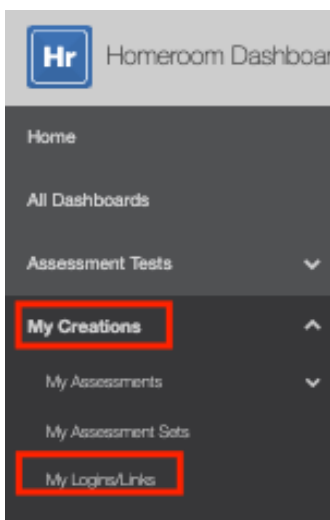 Hr Homeroom Dashboar
Home
All Dashboards
Assessment Tests
My Creations
My Assessments
My Assessment Sets
My Logins/Links